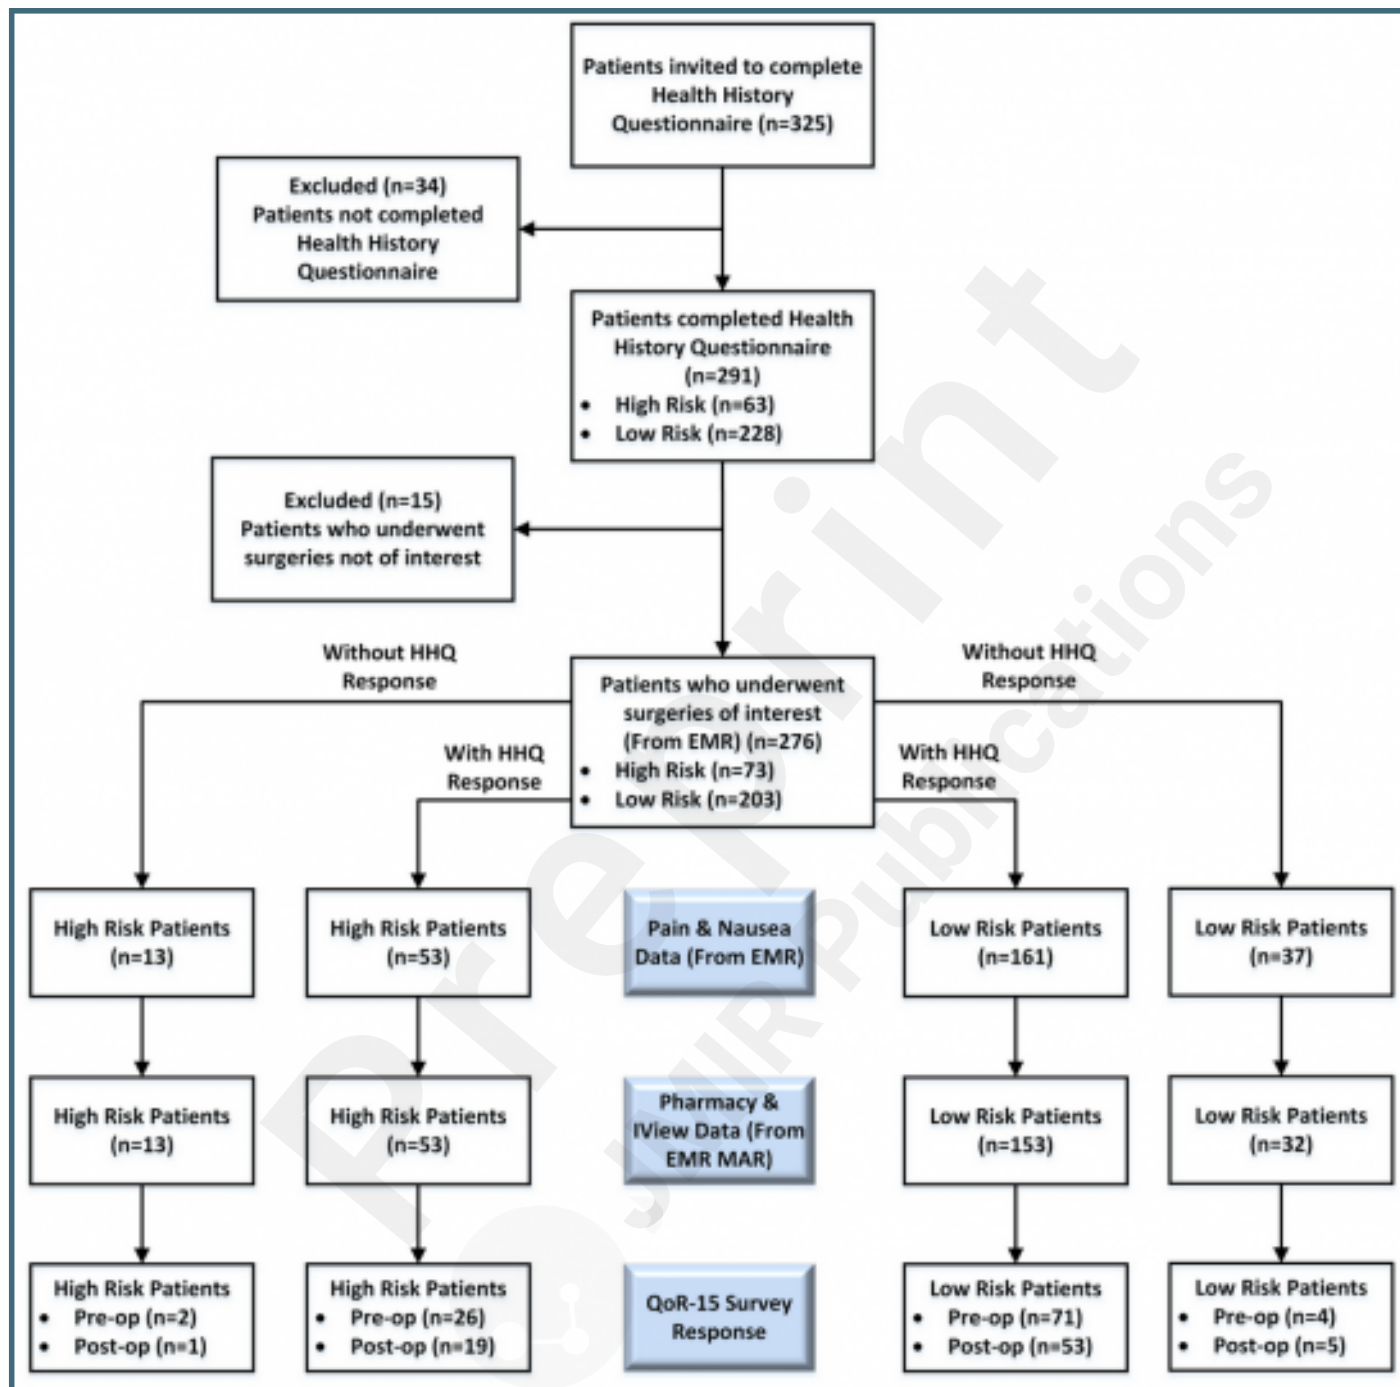 Patients invited to complete
Health History
Questionnaire (n=325)
Excluded (n=34)
Patients not completed
Health History
Questionnaire
Patients completed Health
History Questionnaire
(n=291)
• High Risk (n=63)
• Low Risk (n=228)
Excluded (n=15)
Patients who underwent
surgeries not of interest
Without HHQ
Response
Patients who underwent
surgeries of interest
(From EMR) (n=276)
• High Risk (n=73)
• Low Risk (n=203)
Without HHQ
Response
With HHQ
Response
With HHQ
Response
High Risk Patients
(n=13)
High Risk Patients
(n=53)
Pain & Nausea
Data (From EMR)
Low Risk Patients
(n=161)
Low Risk Patients
(n=37)
High Risk Patients
(n=13)
High Risk Patients
(n=53)
Pharmacy &
IView Data (From
EMR MAR)
Low Risk Patients
(n=153)
Low Risk Patients
(n=32)
High Risk Patients
• Pre-op (n=2)
• Post-op (n=1)
High Risk Patients
• Pre-op (n=26)
• Post-op (n=19)
QoR-15 Survey
Response
Low Risk Patients
• Pre-op (n=71)
• Post-op (n=53)
Low Risk Patients
• Pre-op (n=4)
• Post-op (n=5)
Preprint
JMIR Publications